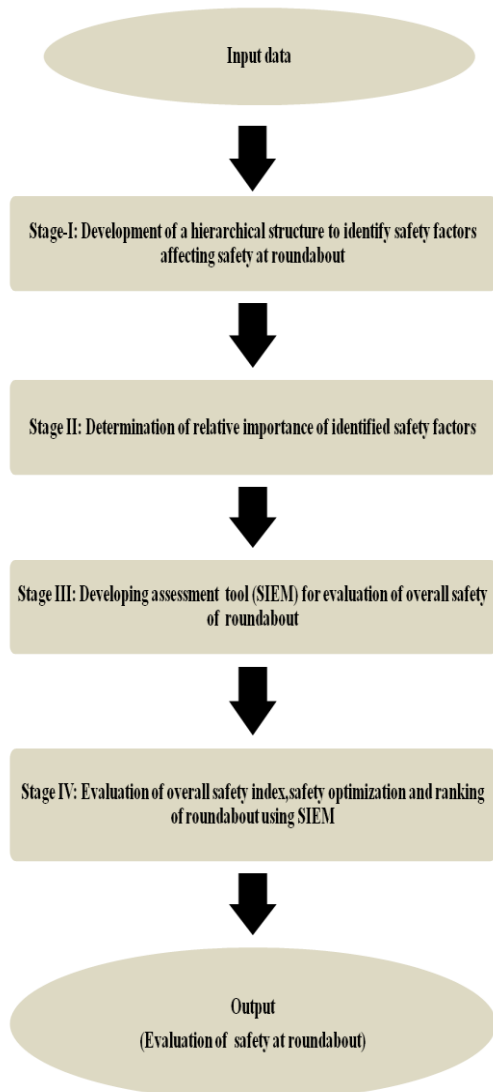 Input data
Stage-I: Development of a hierarchical structure to identify safety factors
affecting safety at roundabout
Stage II: Determination of relative importance of identified safety factors
Stage III: Developing assessment tool (SIEM) for evaluation of overall safety
of roundabout
Stage IV: Evaluation of overall safety index,safety optimization and ranking
of roundabout using SIEM
Output
(Evaluation of safety at roundabout)